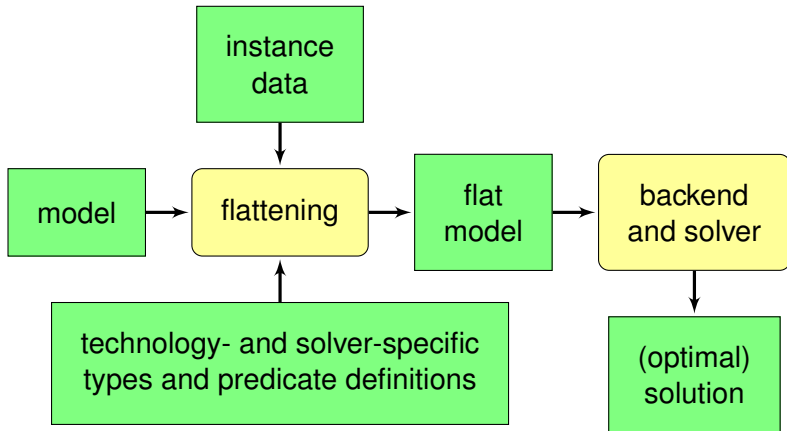 instance
data
model
flattening
flat
model
backend
and solver
technology- and solver-specific
types and predicate definitions
(optimal)
solution